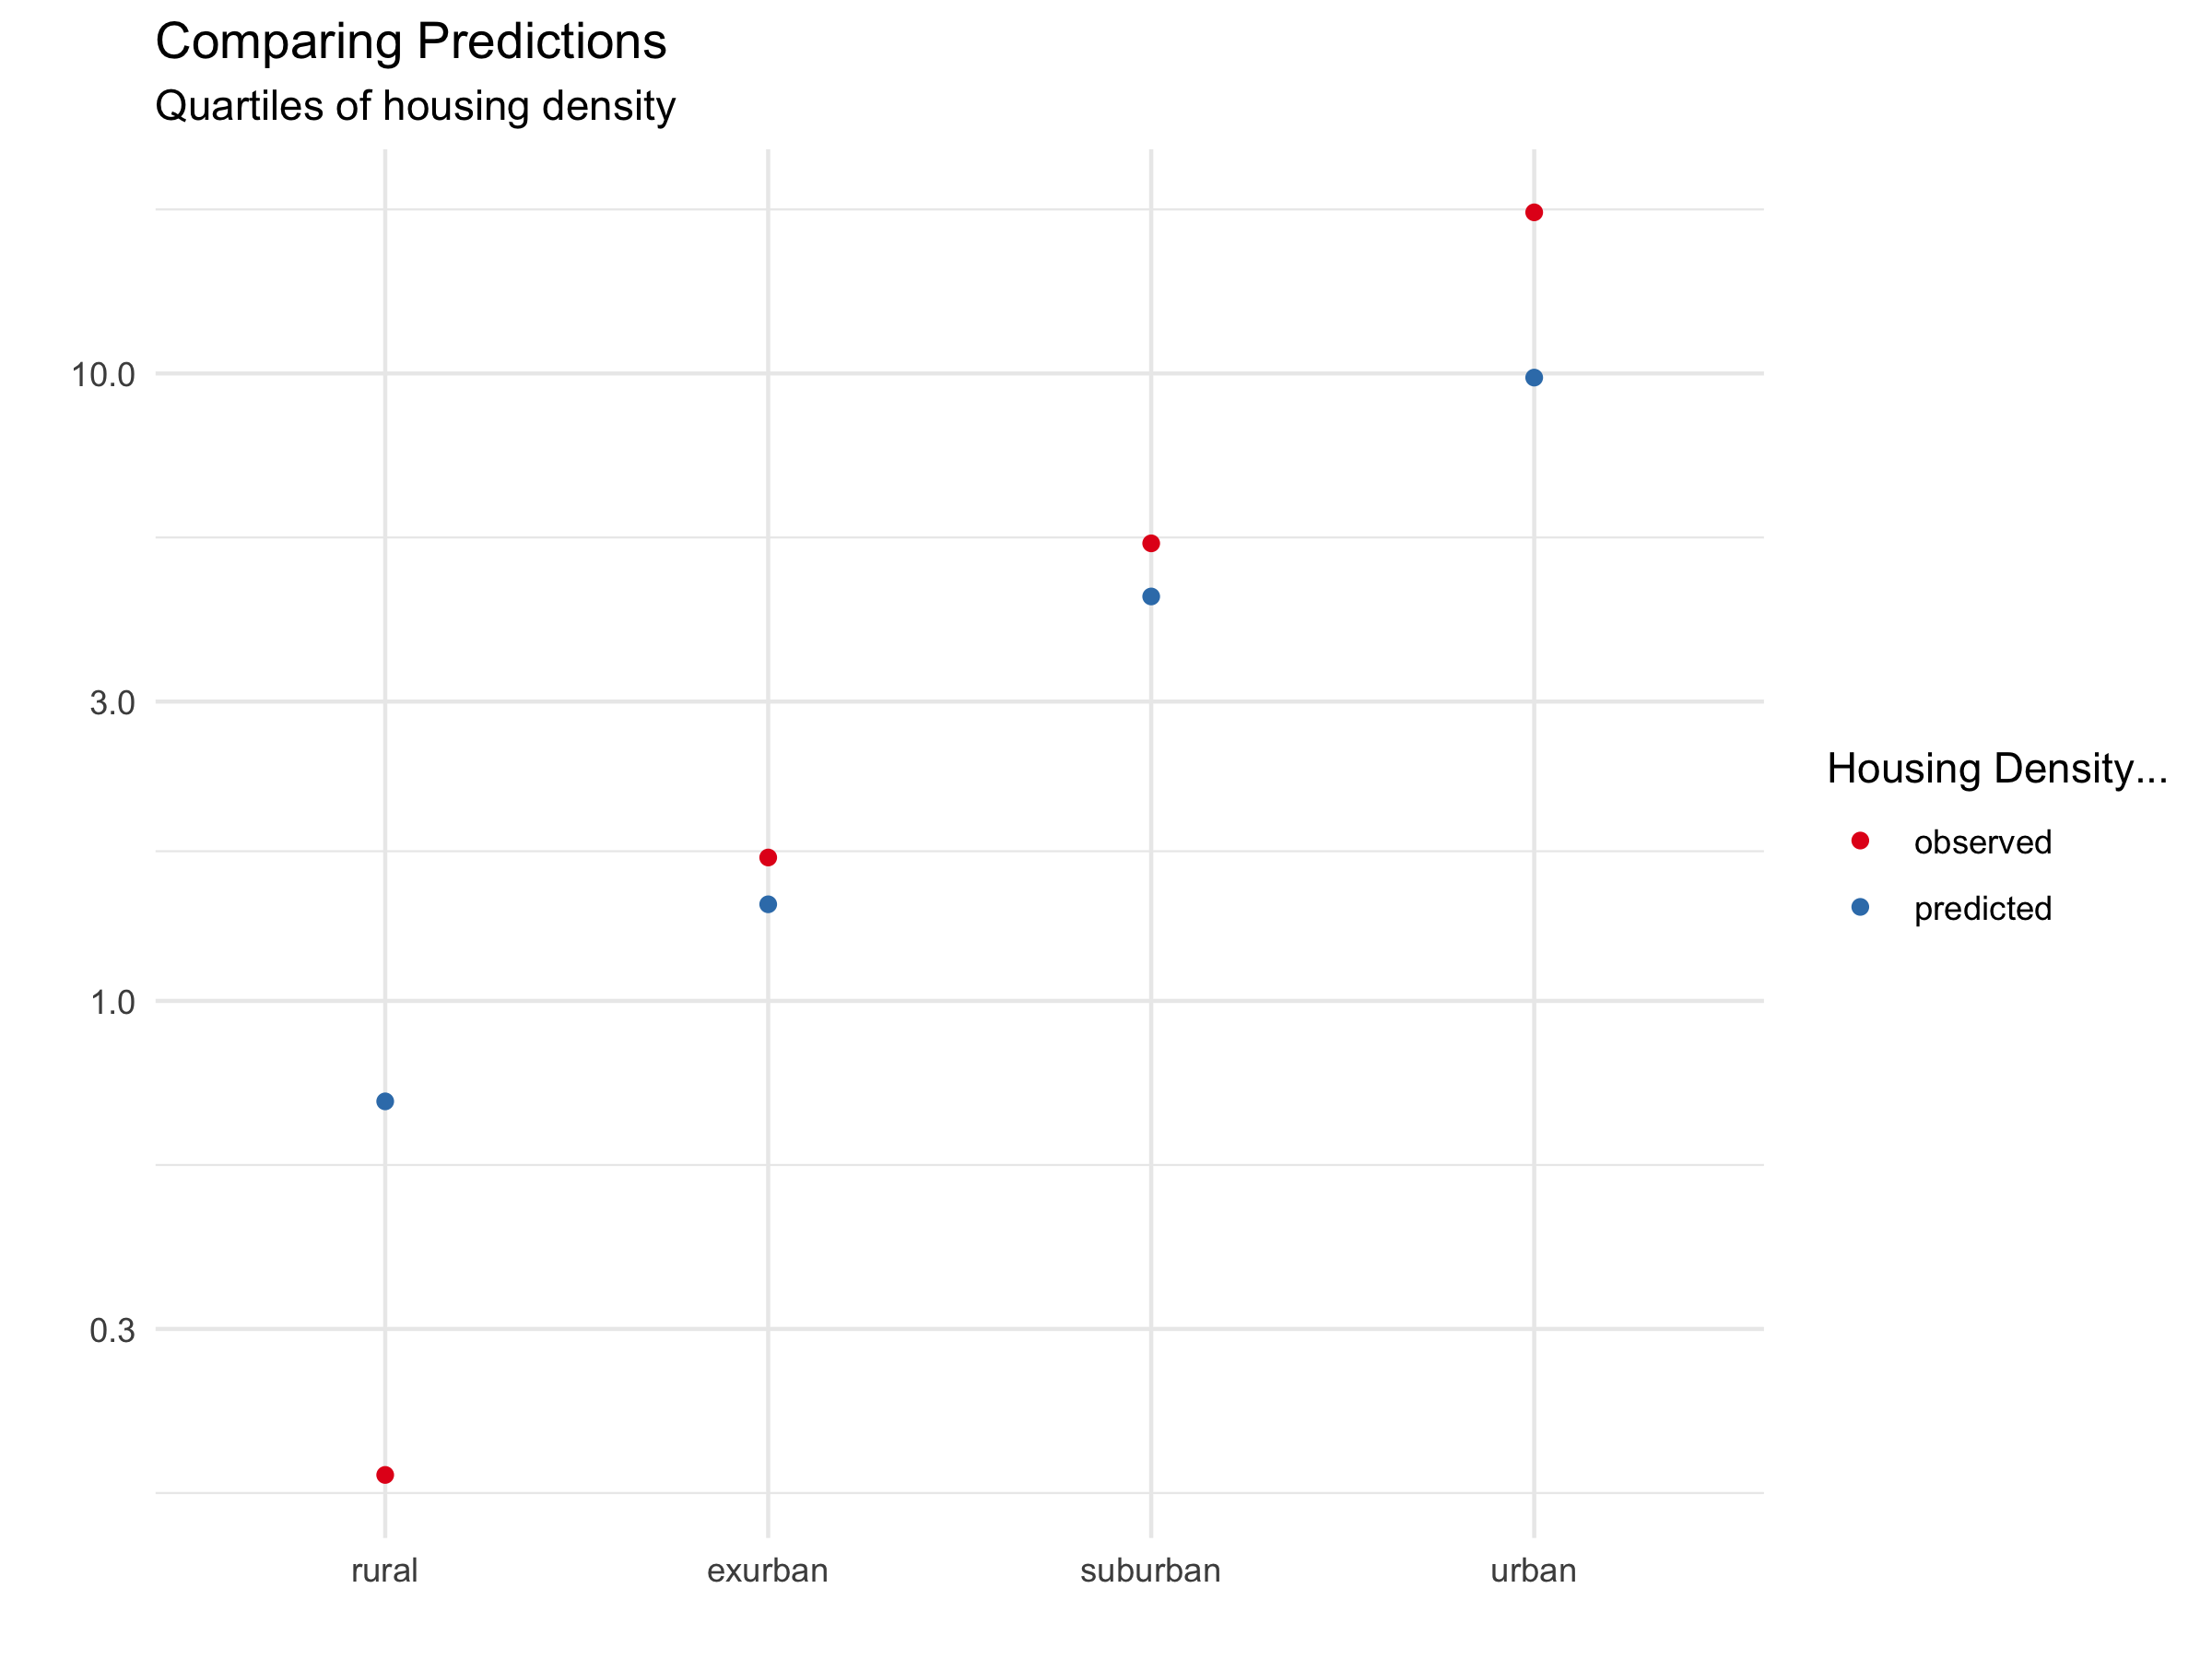 Comparing Predictions
Quartiles of housing density
10.0
3.0
1.0
0.3
rural exurban suburban urban
Housing Density...
observed
predicted